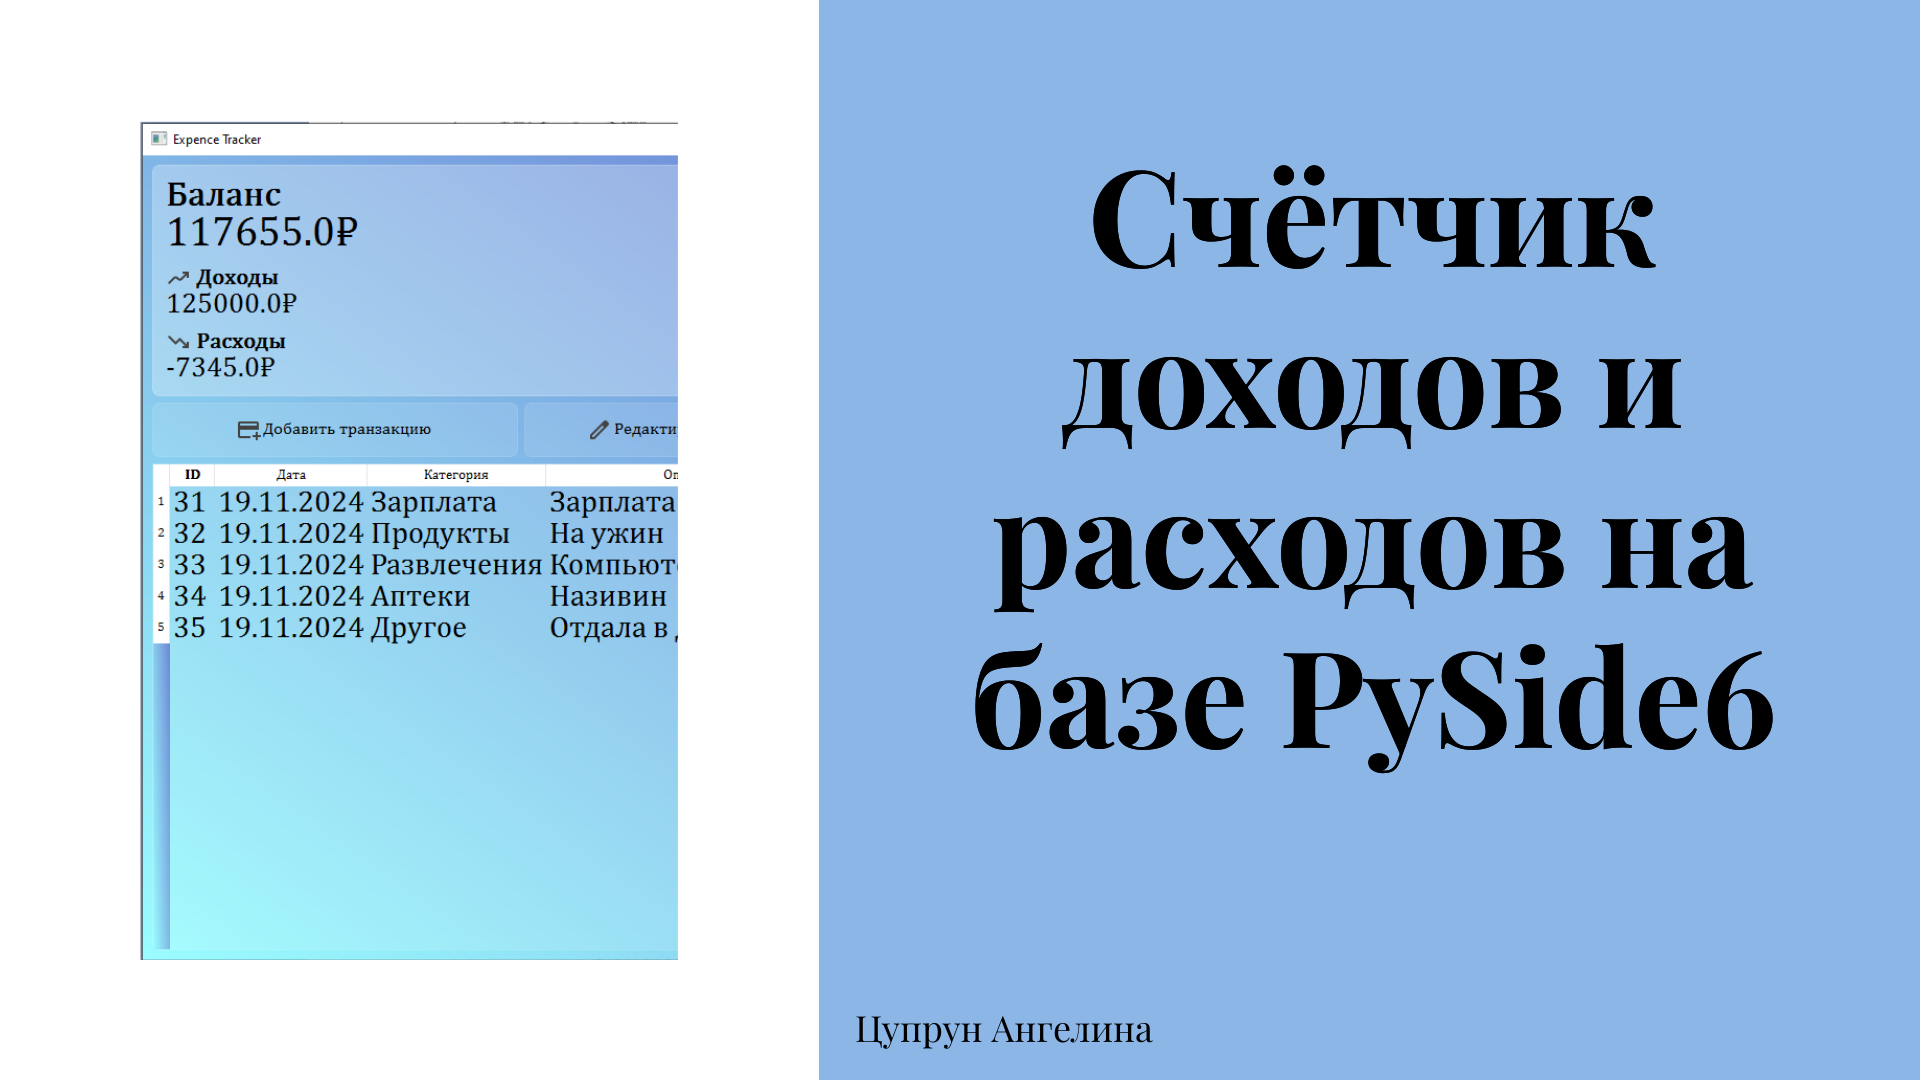 Expence Tracker
Баланс
117655.0₽
Доходы
125000.0₽
Расходы
-7345.0₽
Добавить транзакцию
ID Дата Категория
1 31 19.11.2024 Зарплата Зарплата
2 32 19.11.2024 Продукты На ужин
3 33 19.11.2024 Развлечения
4 34 19.11.2024 Аптеки Називин
5 35 19.11.2024 Другое Отдала в
Счётчик
доходов и
расходов на
базе PySide6
Цупрун Ангелина